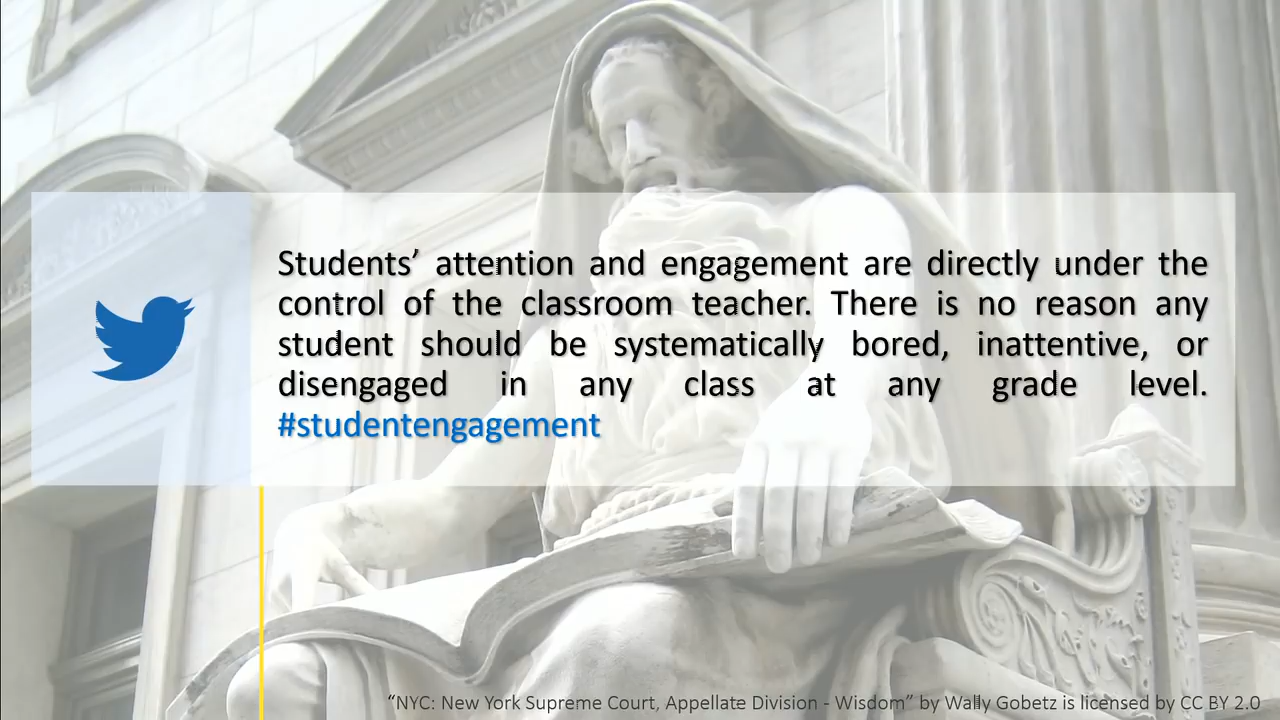 Students’ attention and engagement are directly under the
control of the classroom teacher. There is no reason any
student should be systematically bored, inattentive, or
disengaged in any class at any grade level.
#studentengagement
“NYC: New York Supreme Court, Appellate Division - Wisdom” by Wally Gobetz is licensed by CC BY 2.0